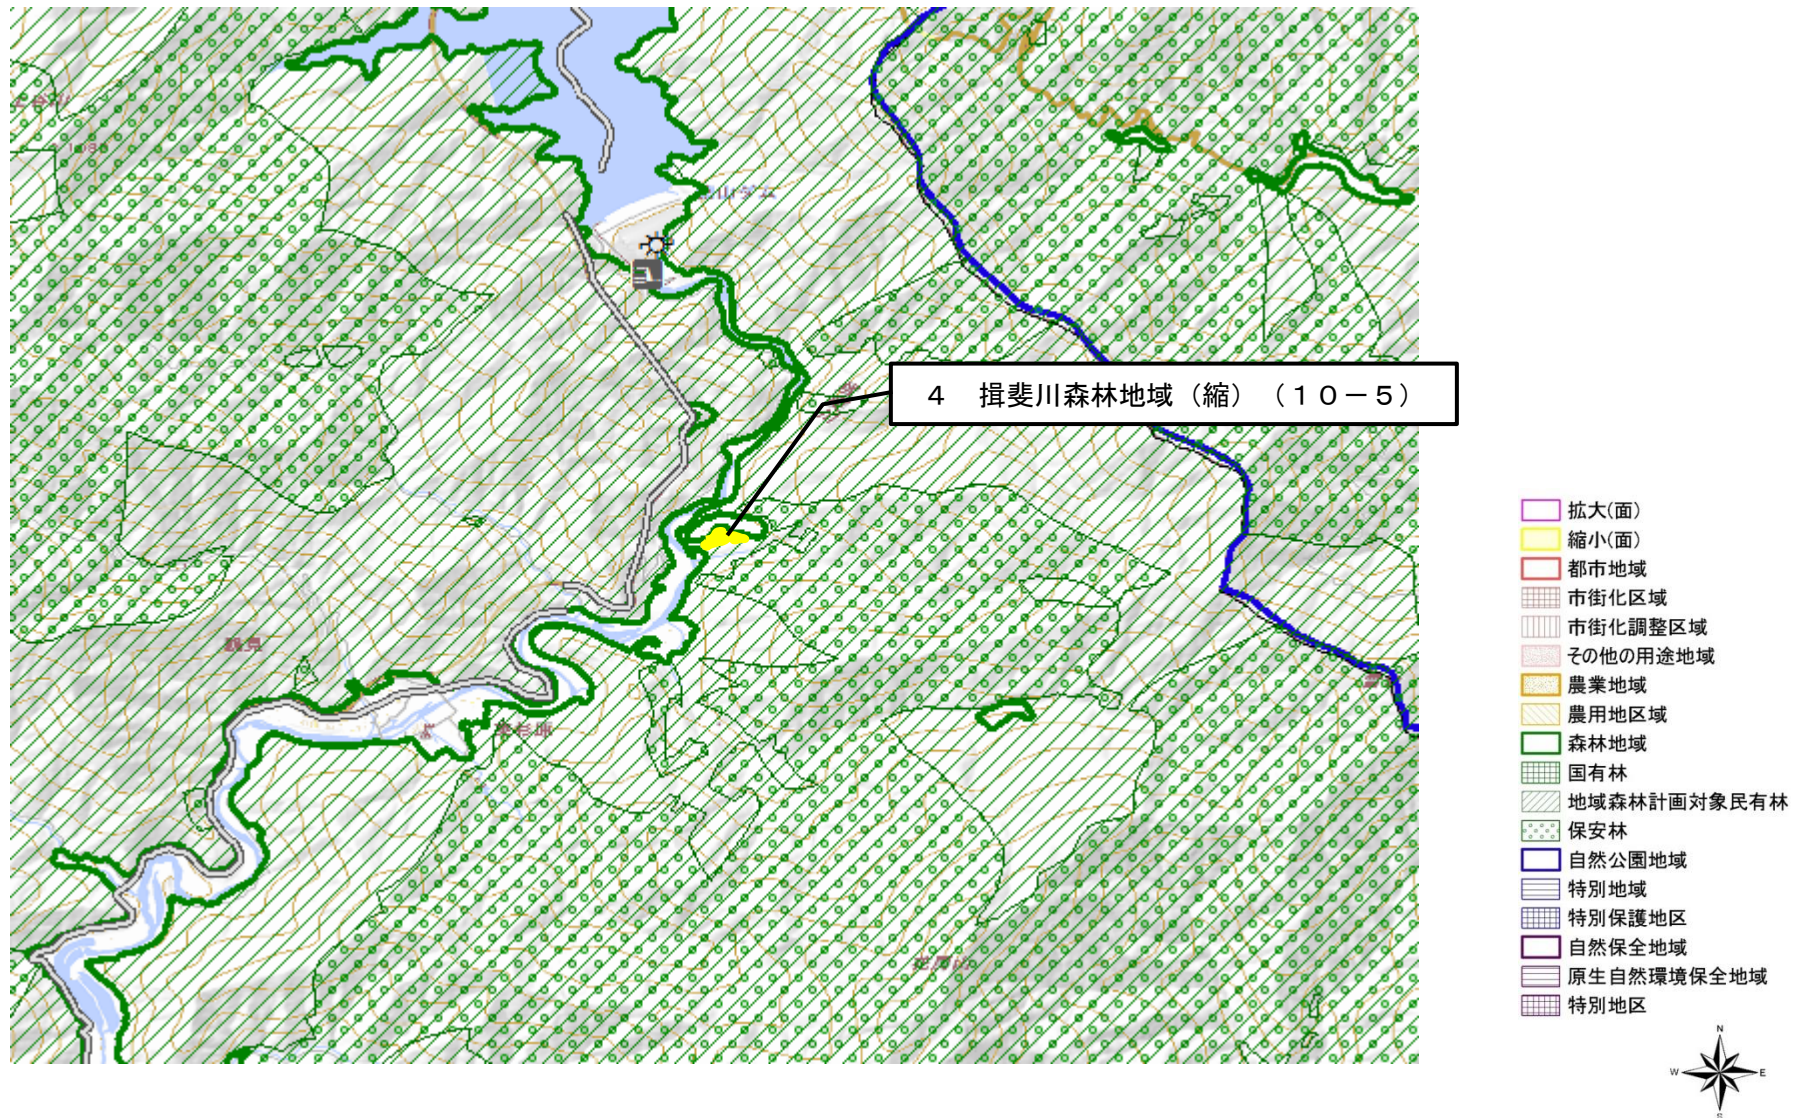 ４　揖斐川森林地域（縮）（１０－５）
拡大(面)
縮小(面)
都市地域
市街化区域
市街化調整区域
その他の用途地域
農業地域
農用地区域
森林地域
国有林
地域森林計画対象民有林
保安林
自然公園地域
特別地域
特別保護地区
自然保全地域
原生自然環境保全地域
特別地区
N
W
E
S